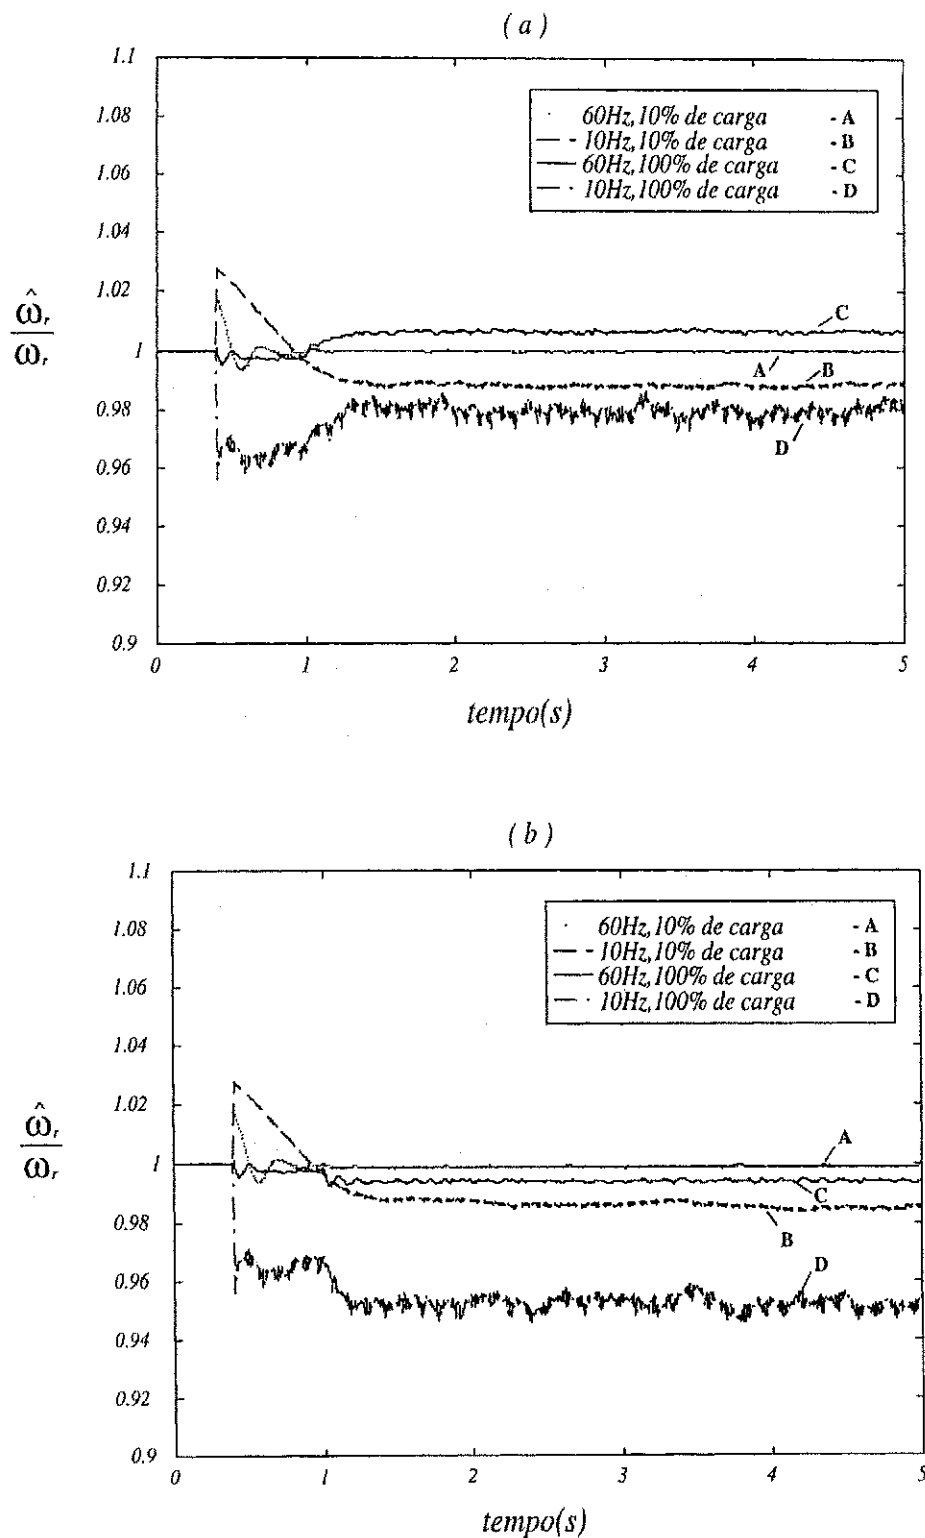 ( a )
1.1
1.08
1.06
1.04
1.02
1
0.98
0.96
0.94
0.92
0.9
ω̂r
ωr
60Hz,10% de carga - A
10Hz,10% de carga - B
60Hz,100% de carga - C
10Hz,100% de carga - D
C
A
B
D
0 1 2 3 4 5
tempo(s)
( b )
1.1
1.08
1.06
1.04
1.02
1
0.98
0.96
0.94
0.92
0.9
ω̂r
ωr
60Hz,10% de carga - A
10Hz,10% de carga - B
60Hz,100% de carga - C
10Hz,100% de carga - D
A
C
B
D
0 1 2 3 4 5
tempo(s)